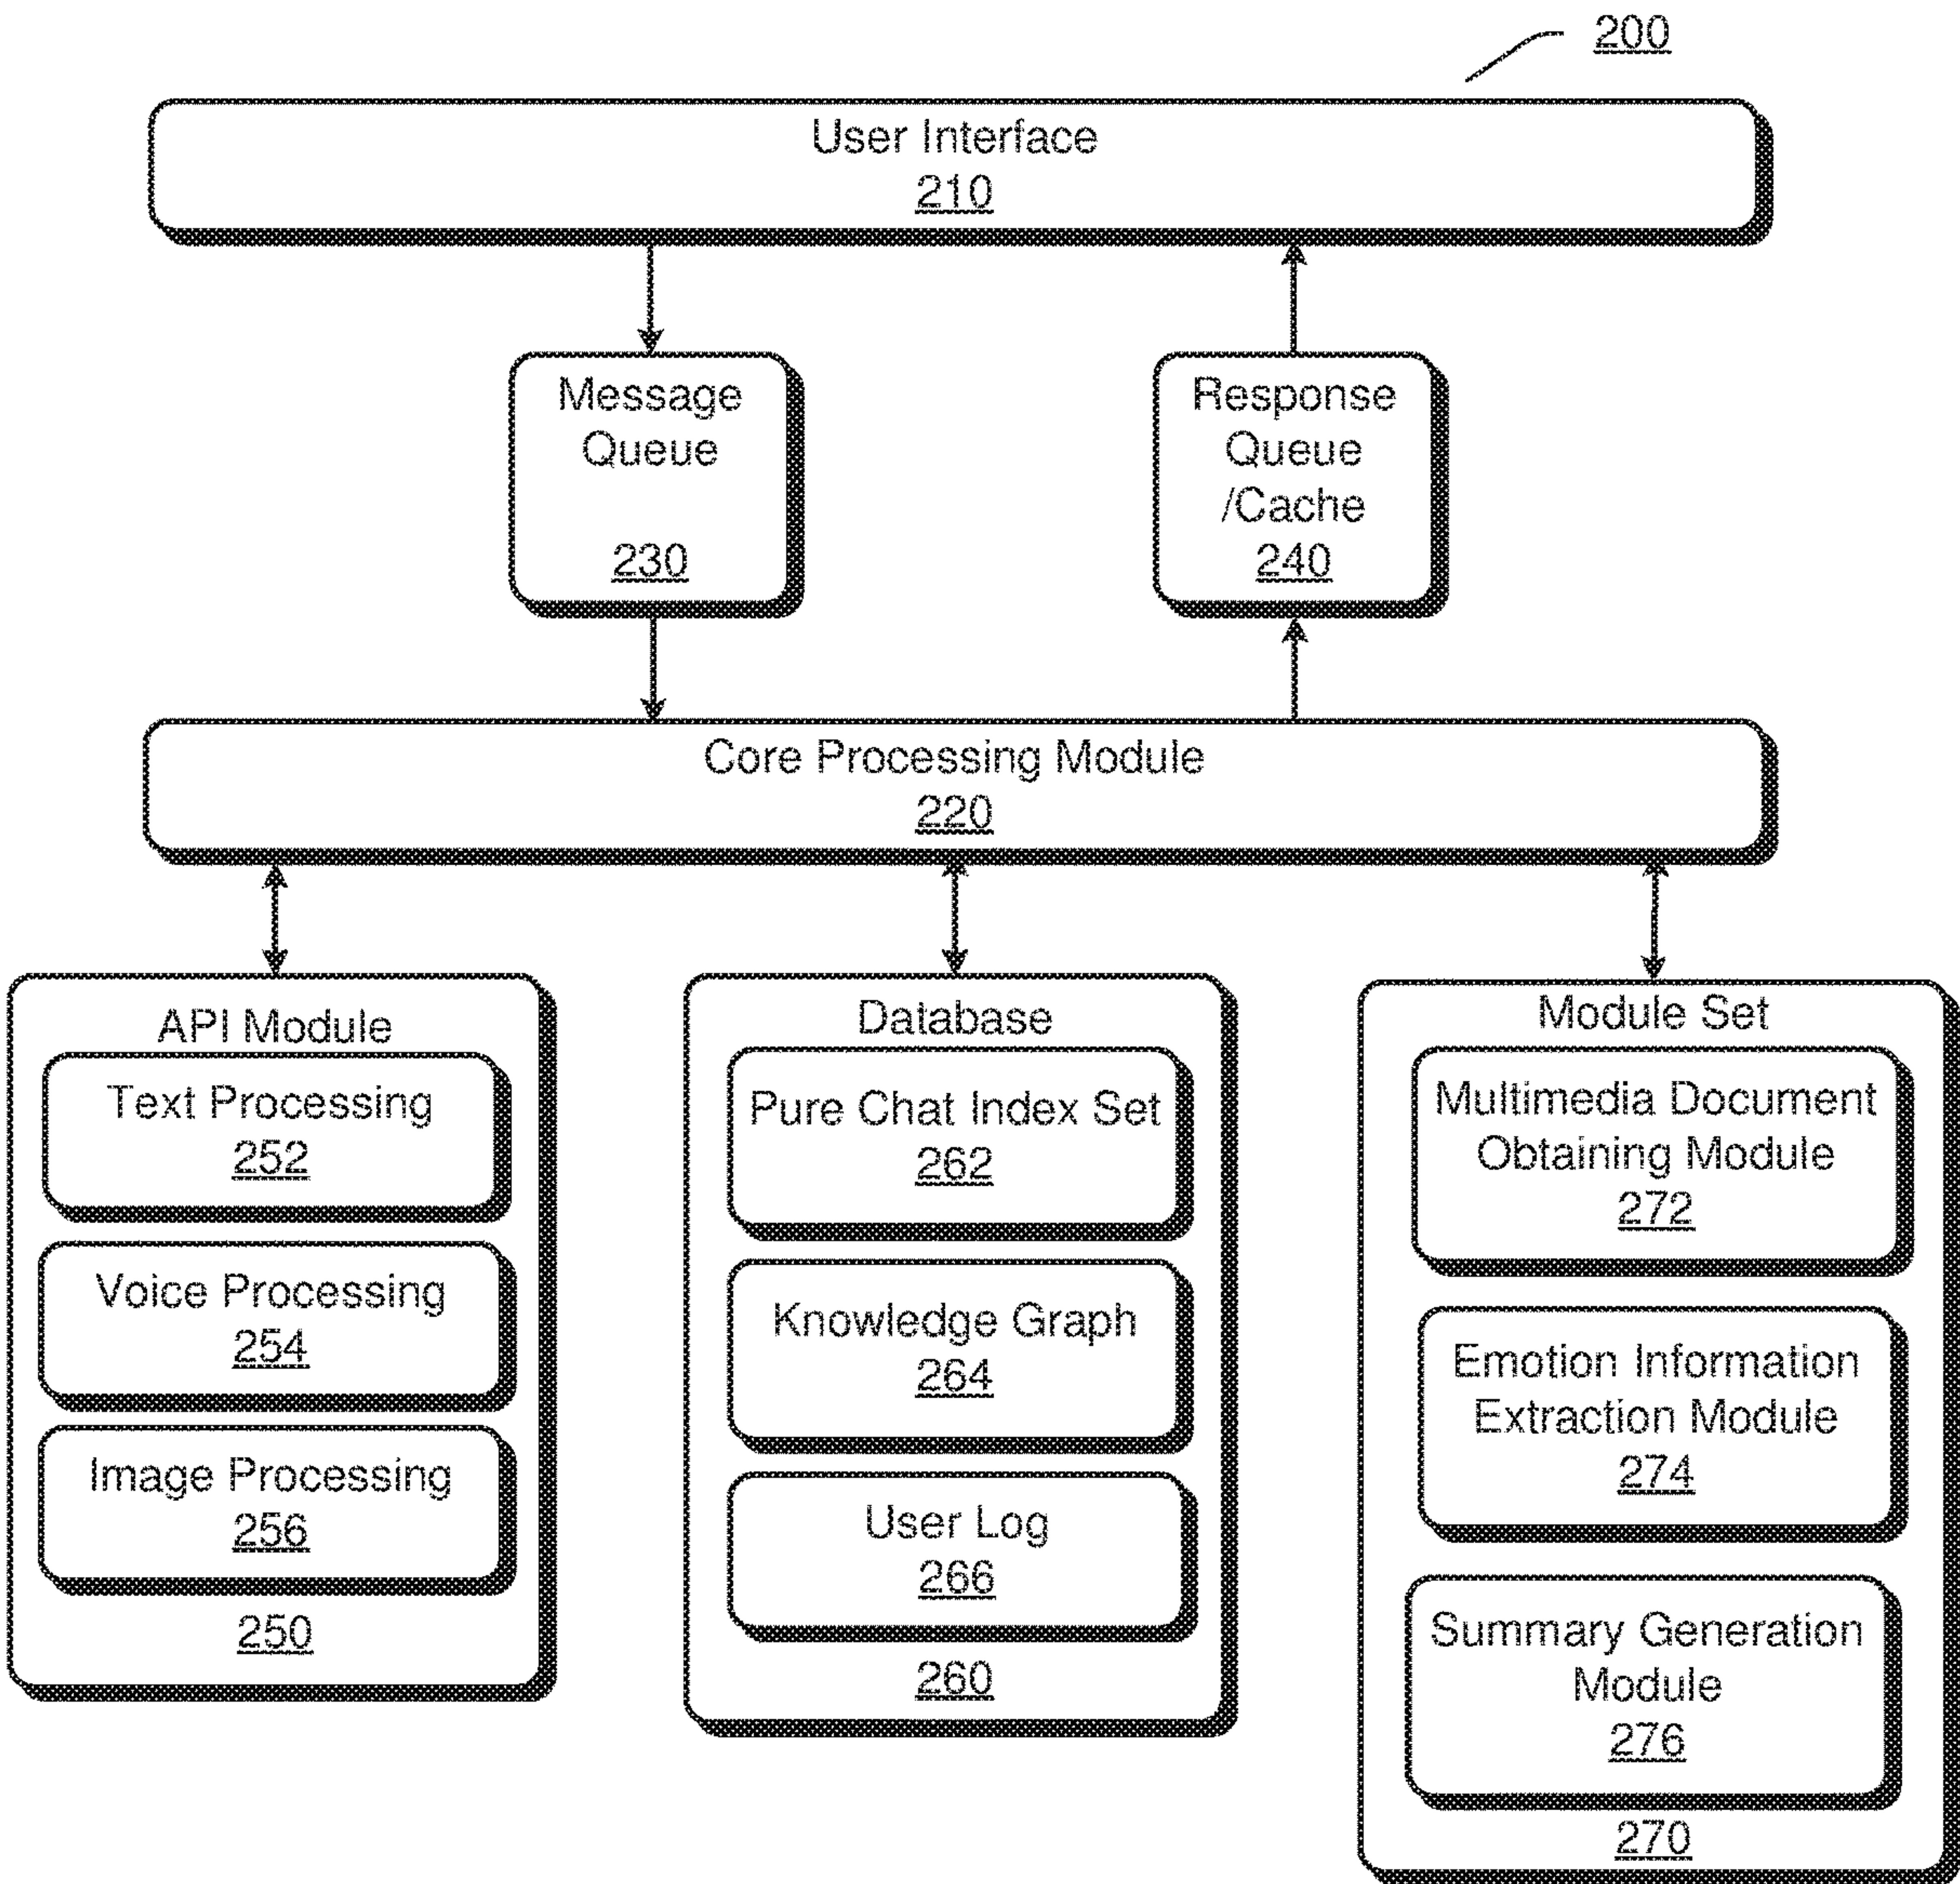 200
User Interface
210
Message
Queue
230
Response
Queue
/Cache
240
Core Processing Module
220
API Module
Text Processing
252
Voice Processing
254
Image Processing
256
250
Database
Pure Chat Index Set
262
Knowledge Graph
264
User Log
266
260
Module Set
Multimedia Document
Obtaining Module
272
Emotion Information
Extraction Module
274
Summary Generation
Module
276
270